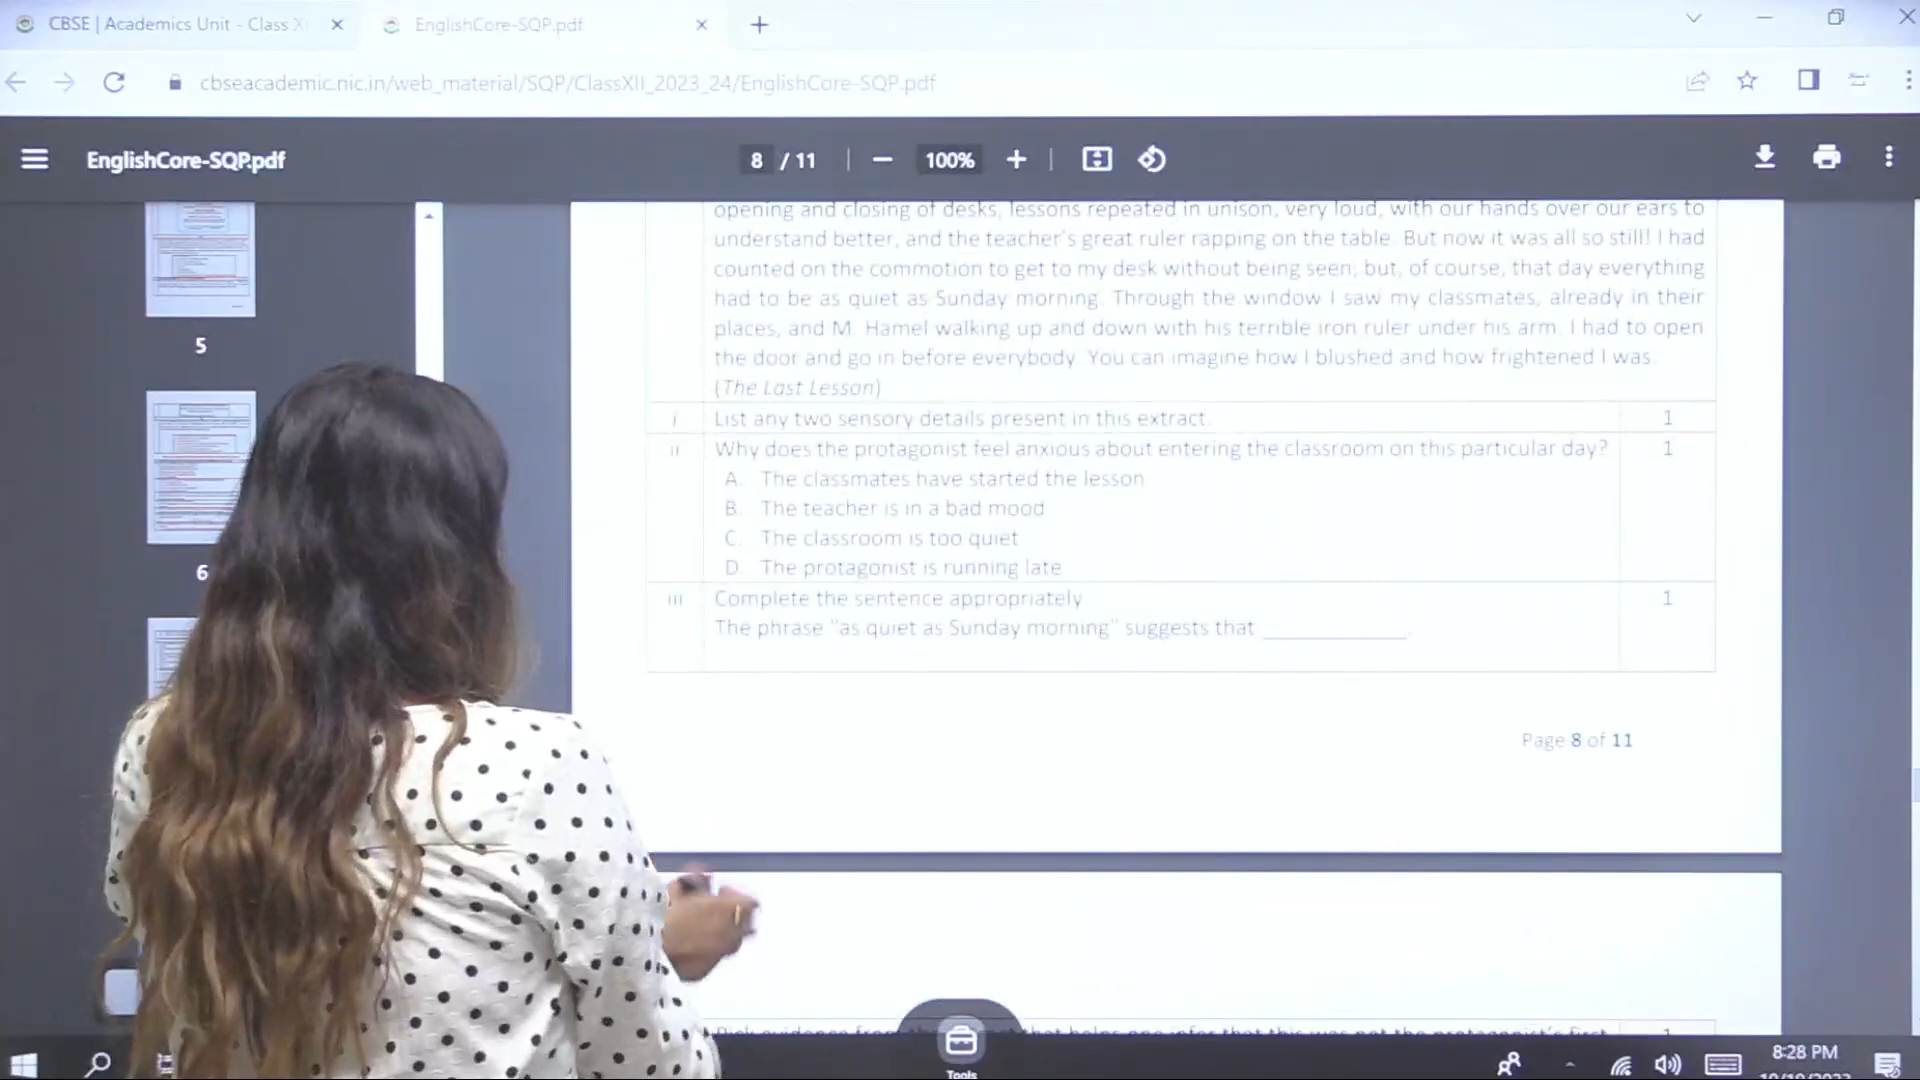 CBSE | Academics Unit - Class X
EnglishCore-SQP.pdf
cbseacademic.nic.in/web_material/SQP/ClassXII_2023_24/EnglishCore-SQP.pdf
EnglishCore-SQP.pdf
8 / 11
100%
opening and closing of desks, lessons repeated in unison, very loud, with our hands over our ears to
understand better, and the teacher's great ruler rapping on the table. But now it was all so still! I had
counted on the commotion to get to my desk without being seen; but, of course, that day everything
had to be as quiet as Sunday morning. Through the window I saw my classmates, already in their
places, and M. Hamel walking up and down with his terrible iron ruler under his arm. I had to open
the door and go in before everybody. You can imagine how I blushed and how frightened I was.
(The Last Lesson)
i List any two sensory details present in this extract. 1
ii Why does the protagonist feel anxious about entering the classroom on this particular day? 1
A. The classmates have started the lesson
B. The teacher is in a bad mood
C. The classroom is too quiet
D. The protagonist is running late
iii Complete the sentence appropriately. 1
The phrase "as quiet as Sunday morning" suggests that ____________.
Page 8 of 11
5
6
Tools
8:28 PM